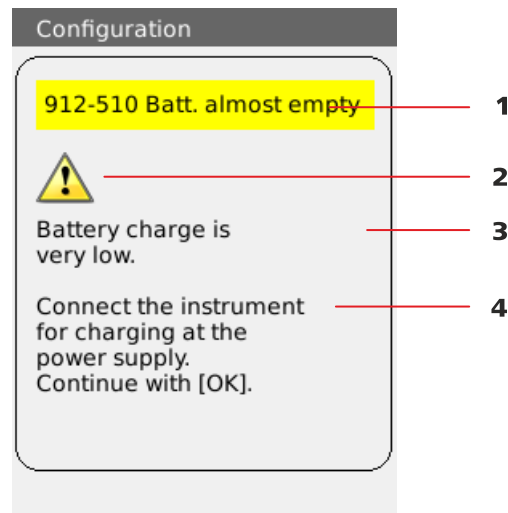 Configuration
912-510 Batt. almost empty
1
2
Battery charge is
3
very low.
Connect the instrument
4
for charging at the
power supply.
Continue with [OK].